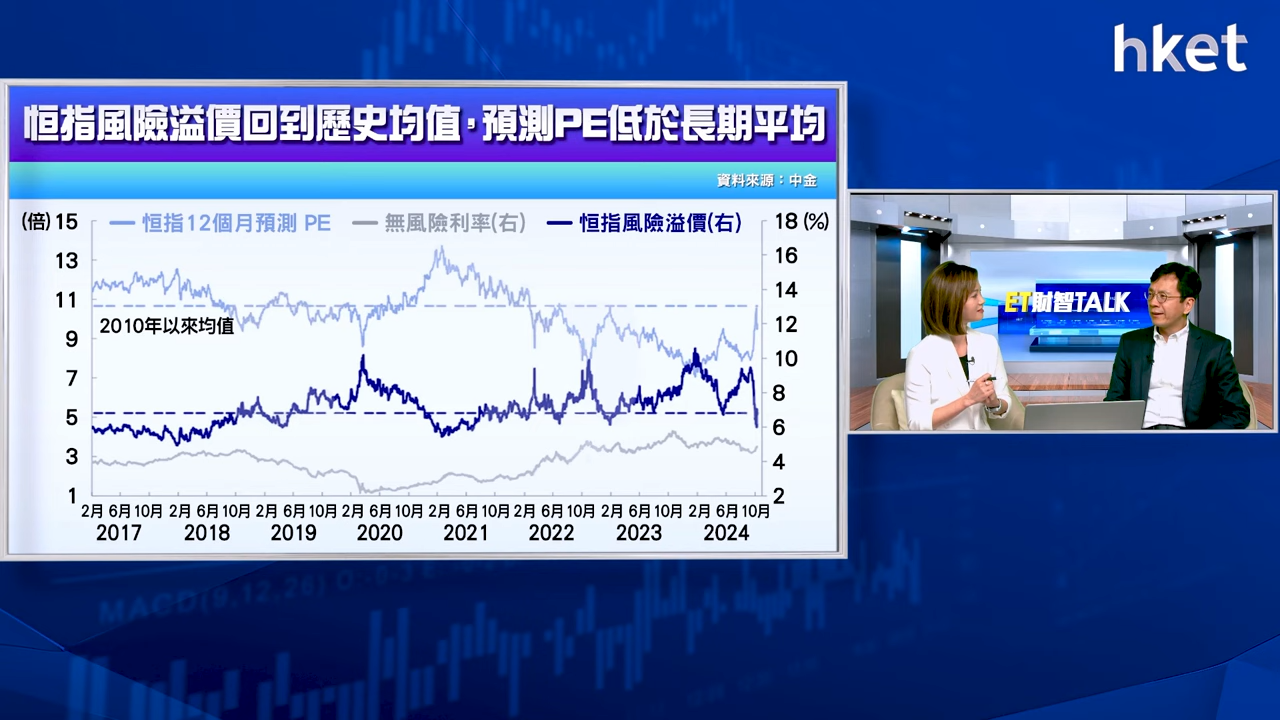 hket
恒指風險溢價回到歷史均值，預測PE低於長期平均
資料來源：中金
(倍) 15 恒指12個月預測 PE 無風險利率(右) 恒指風險溢價(右) 18 (%)
13 16
11 14
2010年以來均值
9 12
7 10
5 8
3 6
1 4
2
2月 6月 10月 2月 6月 10月 2月 6月 10月 2月 6月 10月 2月 6月 10月 2月 6月 10月 2月 6月 10月 2月 6月 10月
2017 2018 2019 2020 2021 2022 2023 2024
ET財智TALK
MACD(9,12,26)